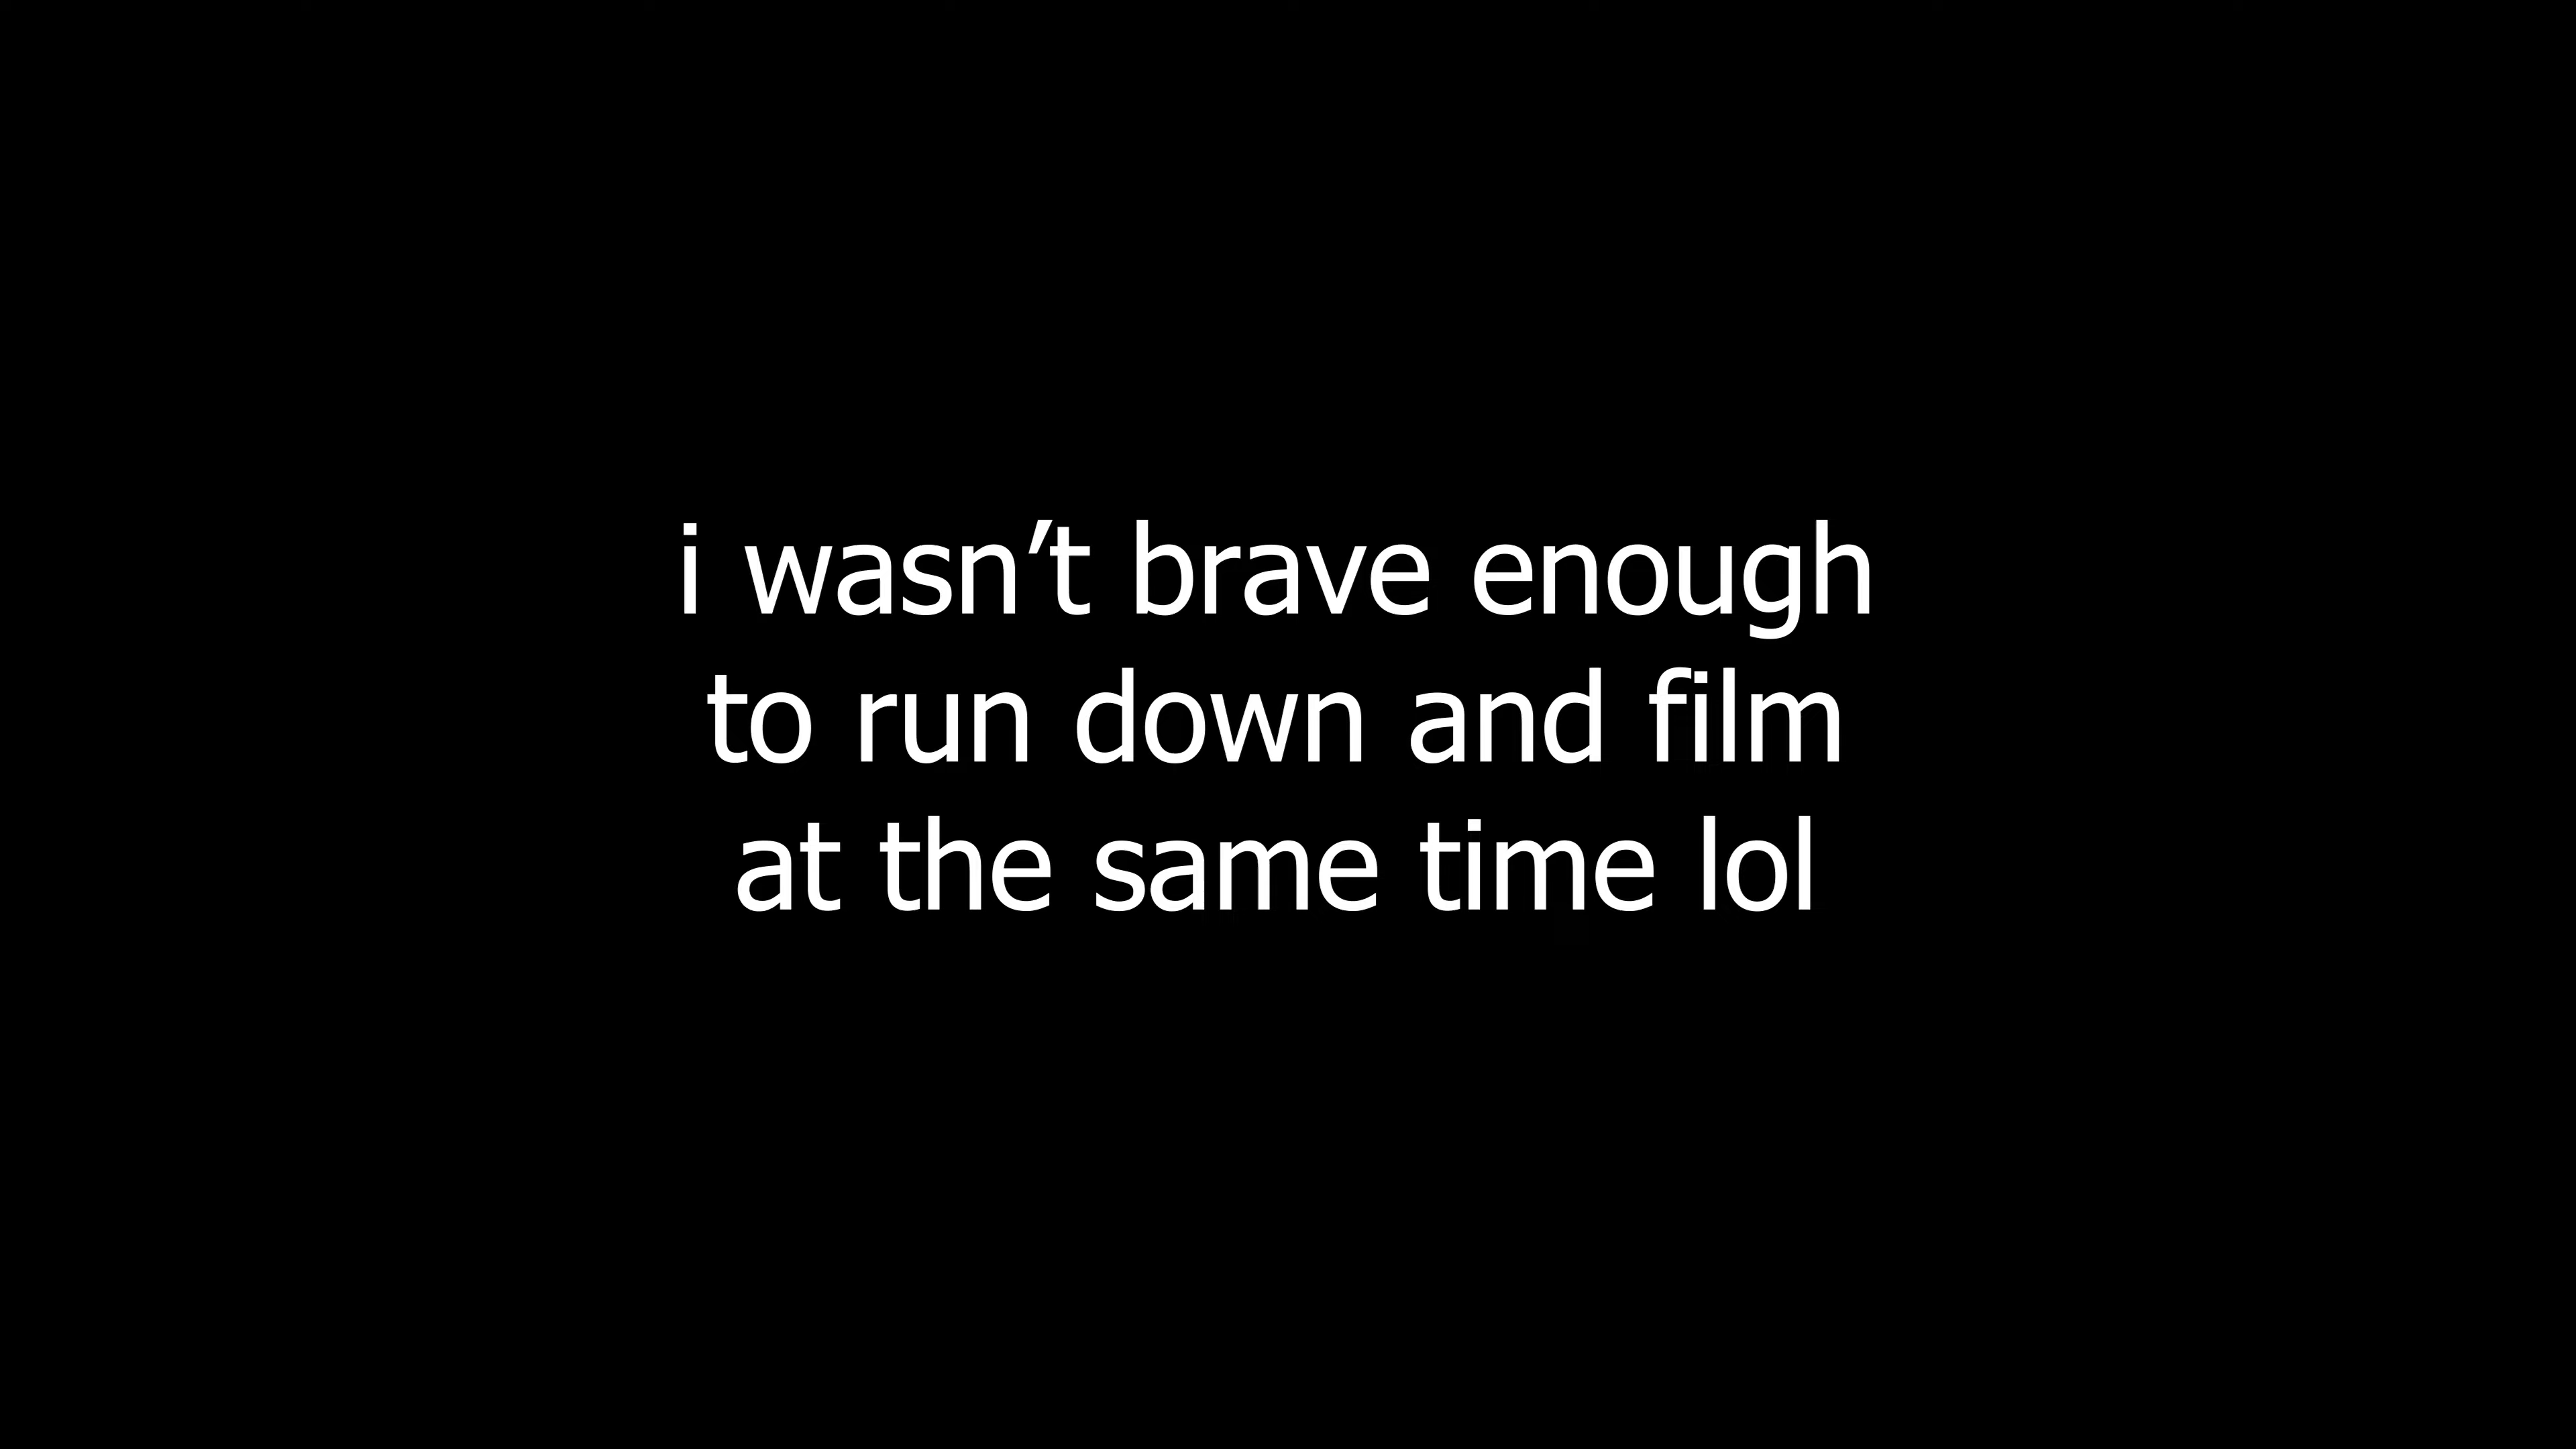 i wasn’t brave enough
to run down and film
at the same time lol